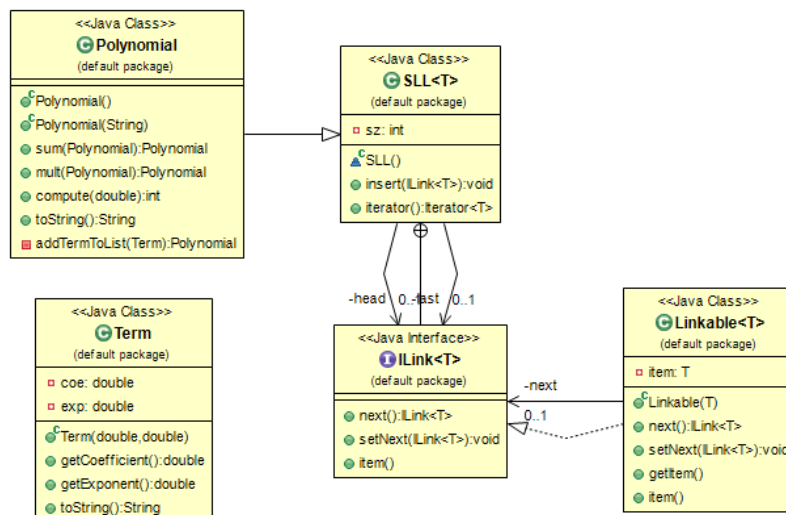 <<Java Class>>
Polynomial
(default package)
Polynomial()
Polynomial(String)
sum(Polynomial):Polynomial
mult(Polynomial):Polynomial
compute(double):int
toString():String
addTermToList(Term):Polynomial
<<Java Class>>
SLL<T>
(default package)
sz: int
SLL()
insert(ILink<T>):void
iterator():Iterator<T>
-head 0..-last 0..1
<<Java Class>>
Term
(default package)
coe: double
exp: double
Term(double,double)
getCoefficient():double
getExponent():double
toString():String
<<Java Interface>>
ILink<T>
(default package)
next():ILink<T>
setNext(ILink<T>):void
item()
-next
0..1
<<Java Class>>
Linkable<T>
(default package)
item: T
Linkable(T)
next():ILink<T>
setNext(ILink<T>):void
getItem()
item()